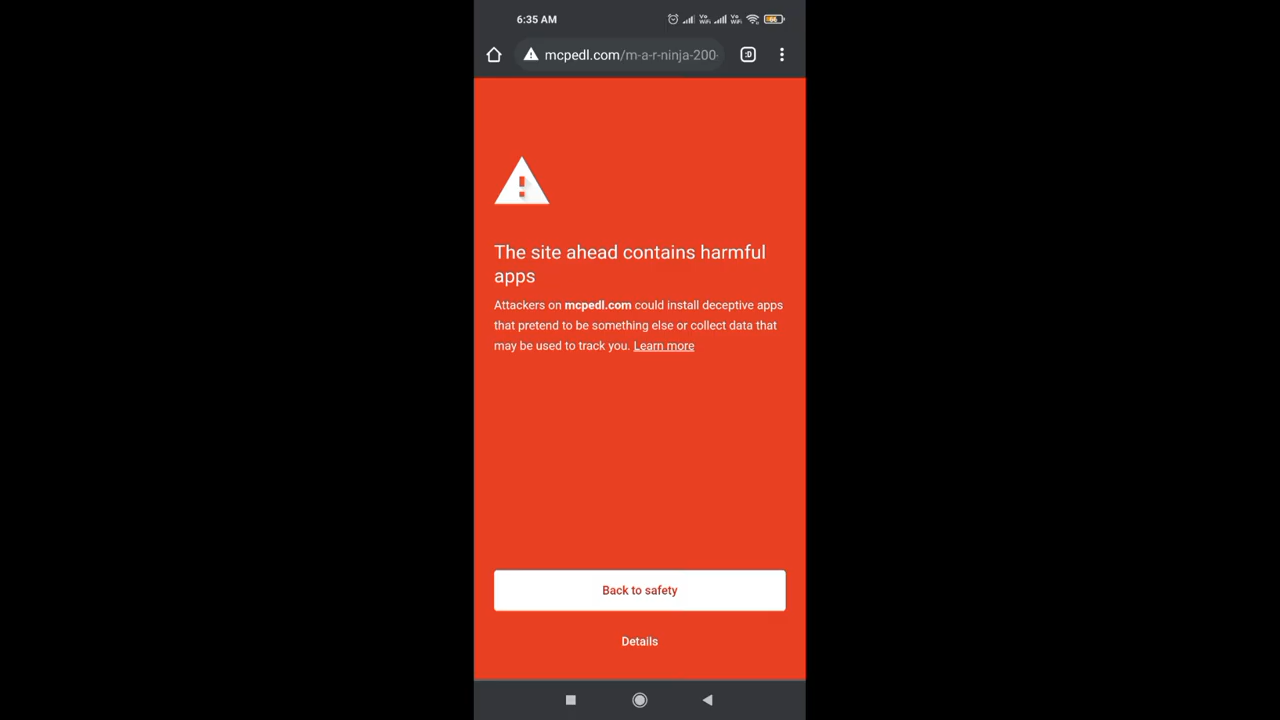 6:35 AM
mcpedl.com/m-a-r-ninja-200-
:D
The site ahead contains harmful
apps
Attackers on mcpedl.com could install deceptive apps
that pretend to be something else or collect data that
may be used to track you. Learn more
Back to safety
Details